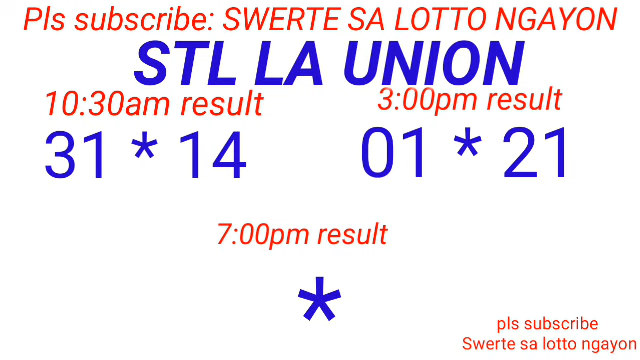 Pls subscribe: SWERTE SA LOTTO NGAYON
STL LA UNION
10:30am result
31 * 14
3:00pm result
01 * 21
7:00pm result
*
pls subscribe
Swerte sa lotto ngayon